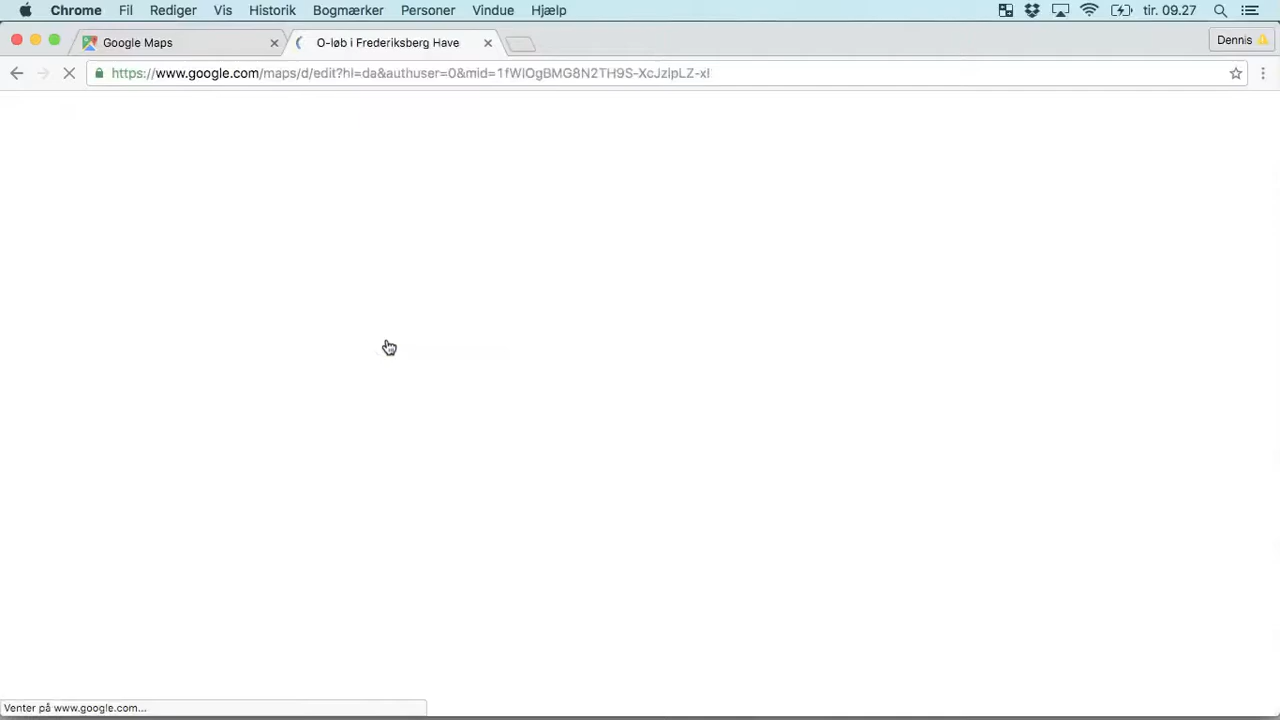 Chrome Fil Rediger Vis Historik Bogmærker Personer Vindue Hjælp tir. 09.27
Google Maps O-løb i Frederiksberg Have Dennis
https://www.google.com/maps/d/edit?hl=da&authuser=0&mid=1fWIOgBMG8N2TH9S-XcJzlpLZ-xI
Venter på www.google.com...